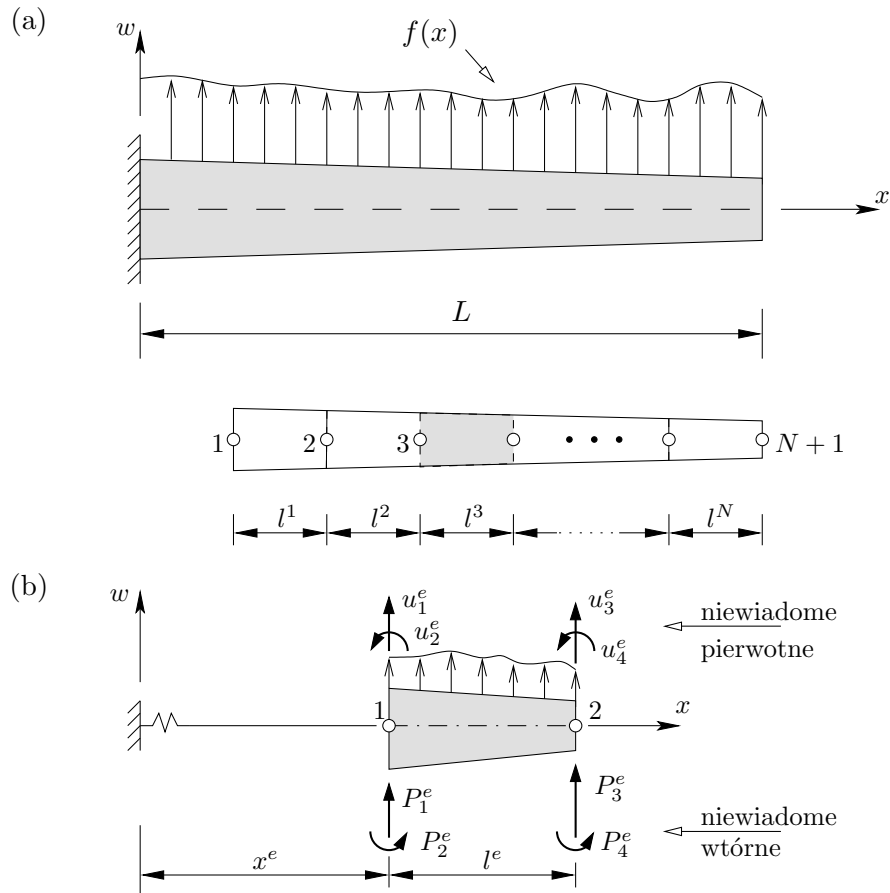 (a)
w
f(x)
x
L
1 2 3 N + 1
l^1 l^2 l^3 l^N
(b)
w
u_1^e u_3^e
u_2^e u_4^e
niewiadome
pierwotne
1 2 x
P_1^e P_3^e
P_2^e P_4^e
niewiadome
wtórne
x^e l^e